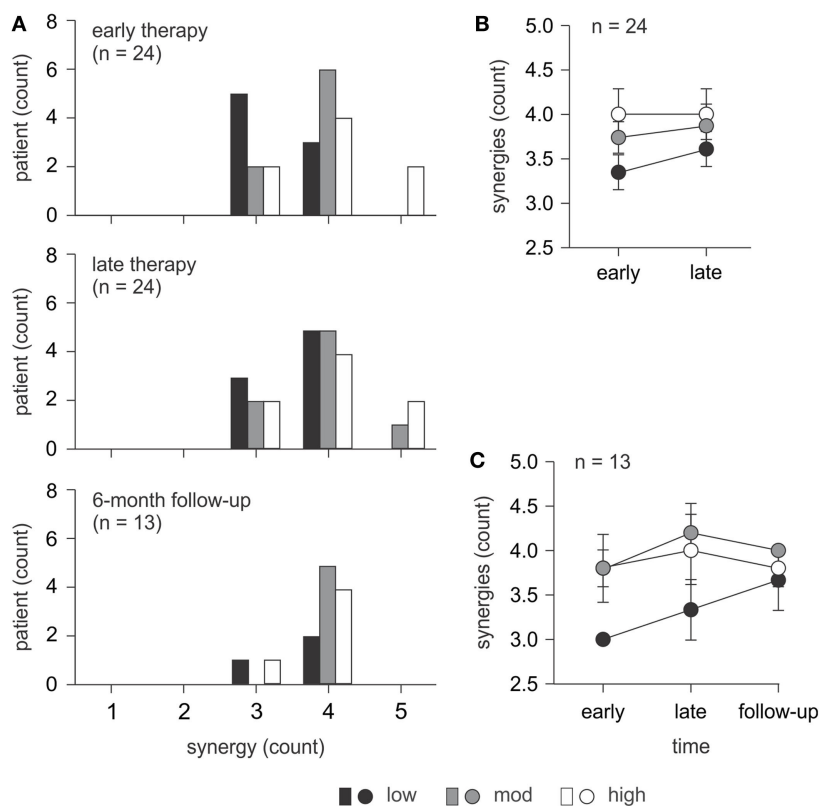 A
early therapy
(n = 24)
8
6
4
2
0
patient (count)
late therapy
(n = 24)
8
6
4
2
0
patient (count)
6-month follow-up
(n = 13)
8
6
4
2
0
patient (count)
1 2 3 4 5
synergy (count)
B
n = 24
5.0
4.5
4.0
3.5
3.0
2.5
synergies (count)
early late
C
n = 13
5.0
4.5
4.0
3.5
3.0
2.5
synergies (count)
early late follow-up
time
low mod high